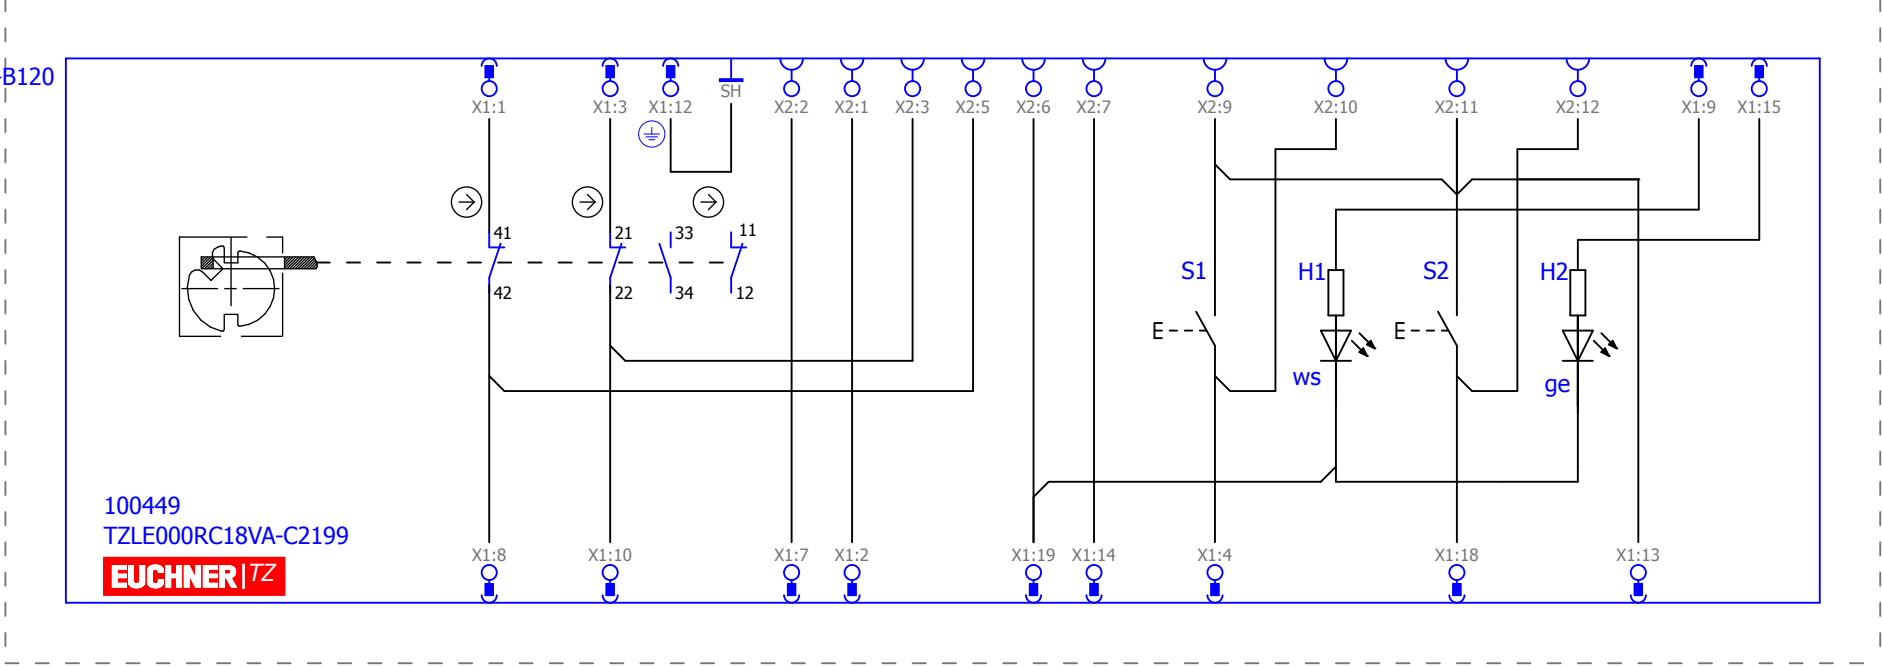 -B120
X1:1 X1:3 X1:12 SH X2:2 X2:1 X2:3 X2:5 X2:6 X2:7 X2:9 X2:10 X2:11 X2:12 X1:9 X1:15
41 21 33 11
42 22 34 12
S1 H1 S2 H2
E E
ws ge
100449
TZLE000RC18VA-C2199
EUCHNER TZ
X1:8 X1:10 X1:7 X1:2 X1:19 X1:14 X1:4 X1:18 X1:13